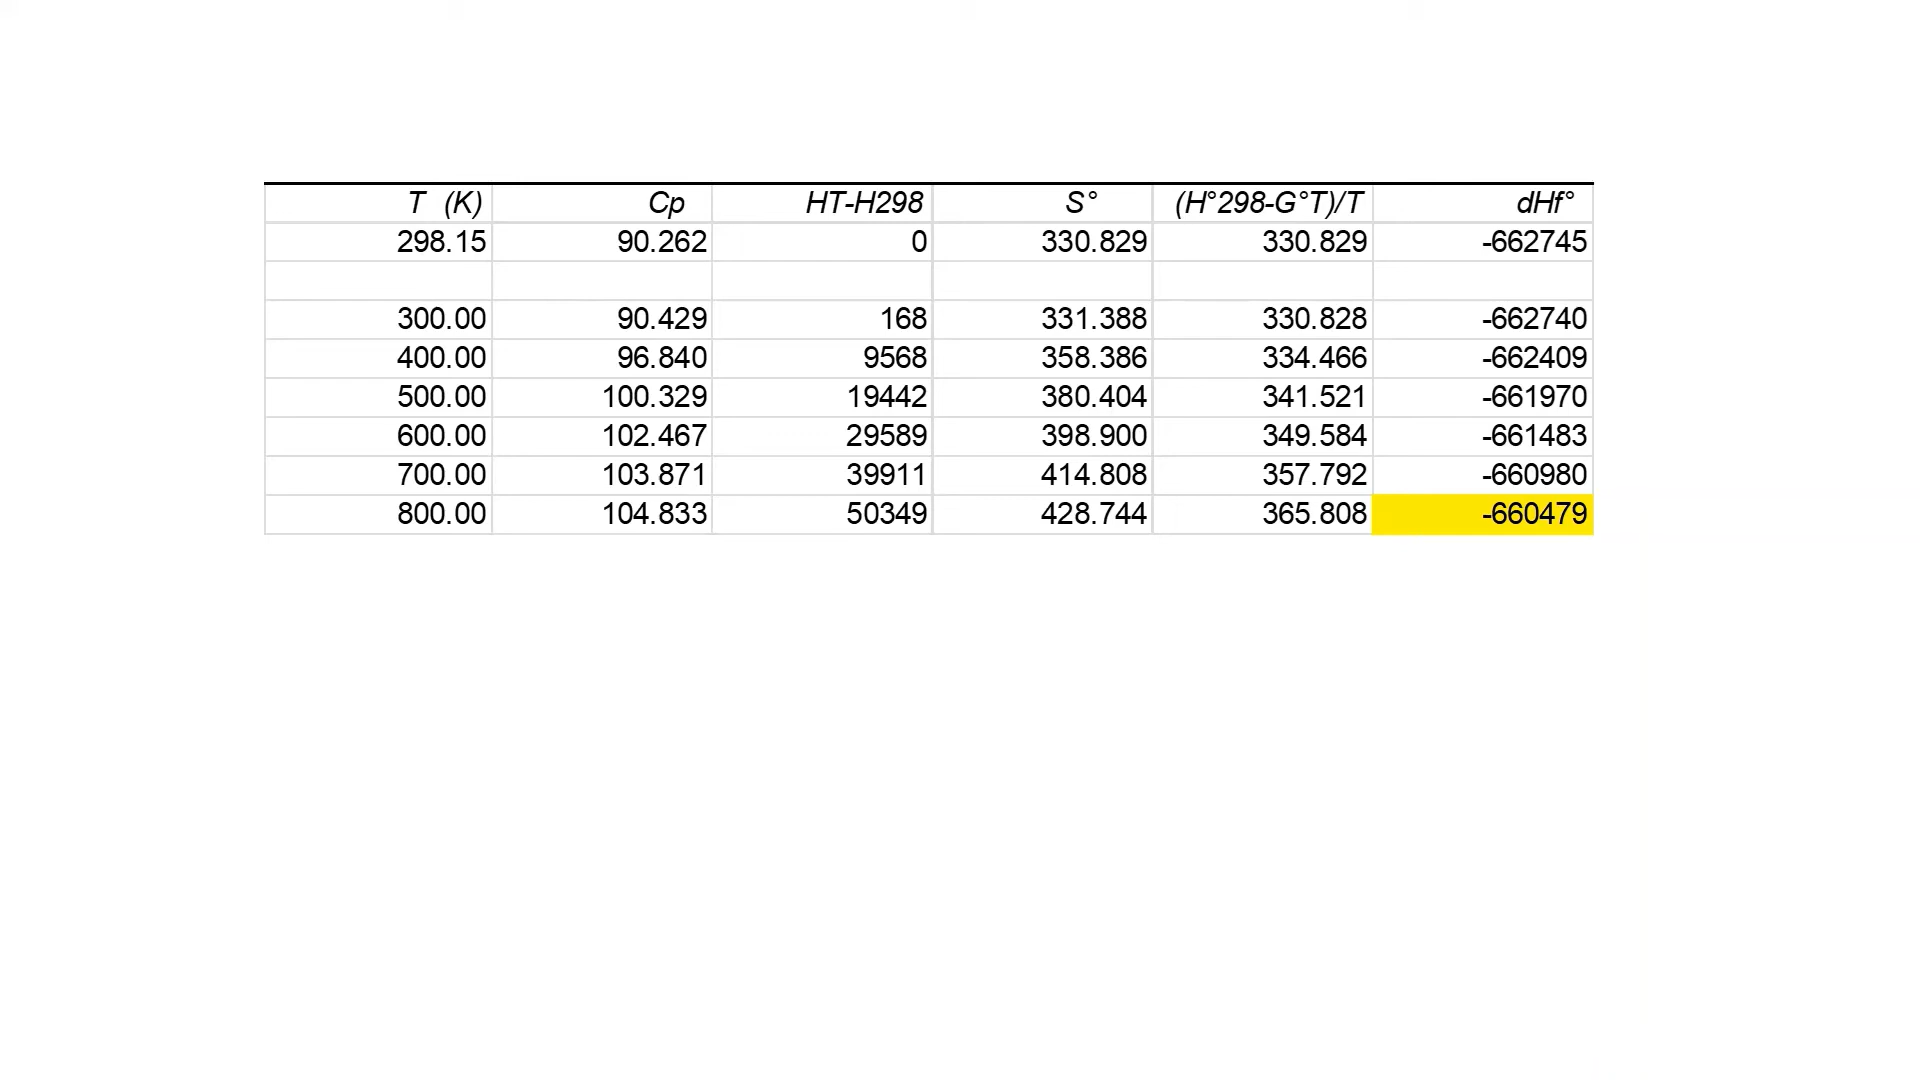 T (K) Cp HT-H298 S° (H°298-G°T)/T dHf°
298.15 90.262 0 330.829 330.829 -662745
300.00 90.429 168 331.388 330.828 -662740
400.00 96.840 9568 358.386 334.466 -662409
500.00 100.329 19442 380.404 341.521 -661970
600.00 102.467 29589 398.900 349.584 -661483
700.00 103.871 39911 414.808 357.792 -660980
800.00 104.833 50349 428.744 365.808 -660479